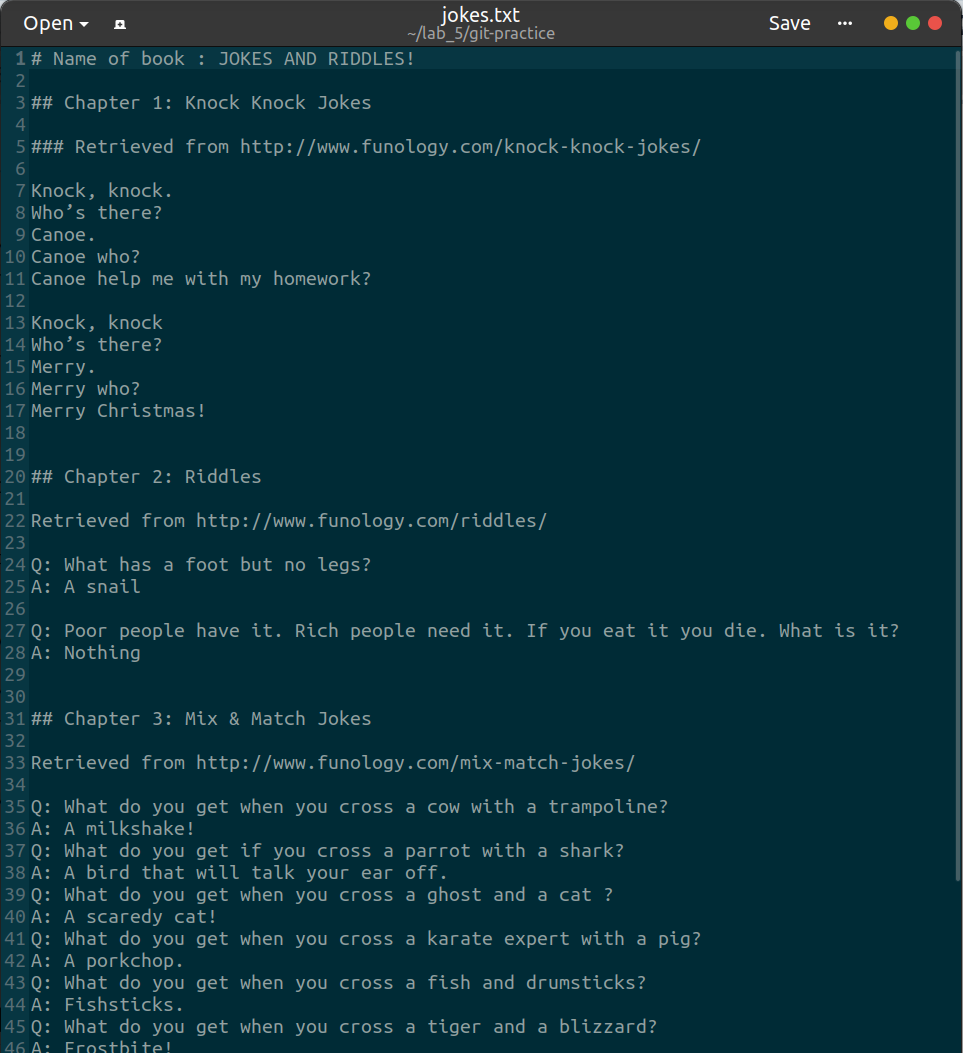 Open
jokes.txt
~/lab_5/git-practice
Save
1 # Name of book : JOKES AND RIDDLES!
2
3 ## Chapter 1: Knock Knock Jokes
4
5 ### Retrieved from http://www.funology.com/knock-knock-jokes/
6
7 Knock, knock.
8 Who’s there?
9 Canoe.
10 Canoe who?
11 Canoe help me with my homework?
12
13 Knock, knock
14 Who’s there?
15 Merry.
16 Merry who?
17 Merry Christmas!
18
19
20 ## Chapter 2: Riddles
21
22 Retrieved from http://www.funology.com/riddles/
23
24 Q: What has a foot but no legs?
25 A: A snail
26
27 Q: Poor people have it. Rich people need it. If you eat it you die. What is it?
28 A: Nothing
29
30
31 ## Chapter 3: Mix & Match Jokes
32
33 Retrieved from http://www.funology.com/mix-match-jokes/
34
35 Q: What do you get when you cross a cow with a trampoline?
36 A: A milkshake!
37 Q: What do you get if you cross a parrot with a shark?
38 A: A bird that will talk your ear off.
39 Q: What do you get when you cross a ghost and a cat ?
40 A: A scaredy cat!
41 Q: What do you get when you cross a karate expert with a pig?
42 A: A porkchop.
43 Q: What do you get when you cross a fish and drumsticks?
44 A: Fishsticks.
45 Q: What do you get when you cross a tiger and a blizzard?
46 A: Frostbite!